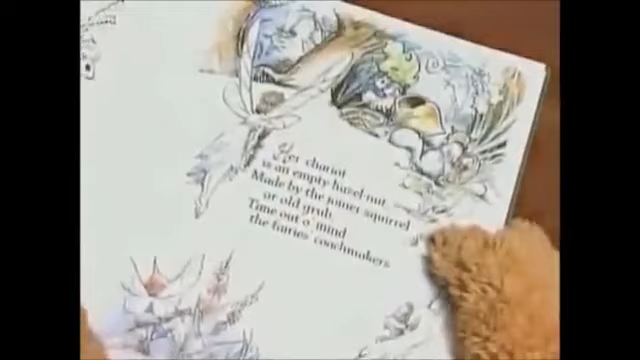 Her chariot
is an empty hazel nut
Made by the joiner squirrel
or old grub,
Time out o' mind
the fairies' coachmakers